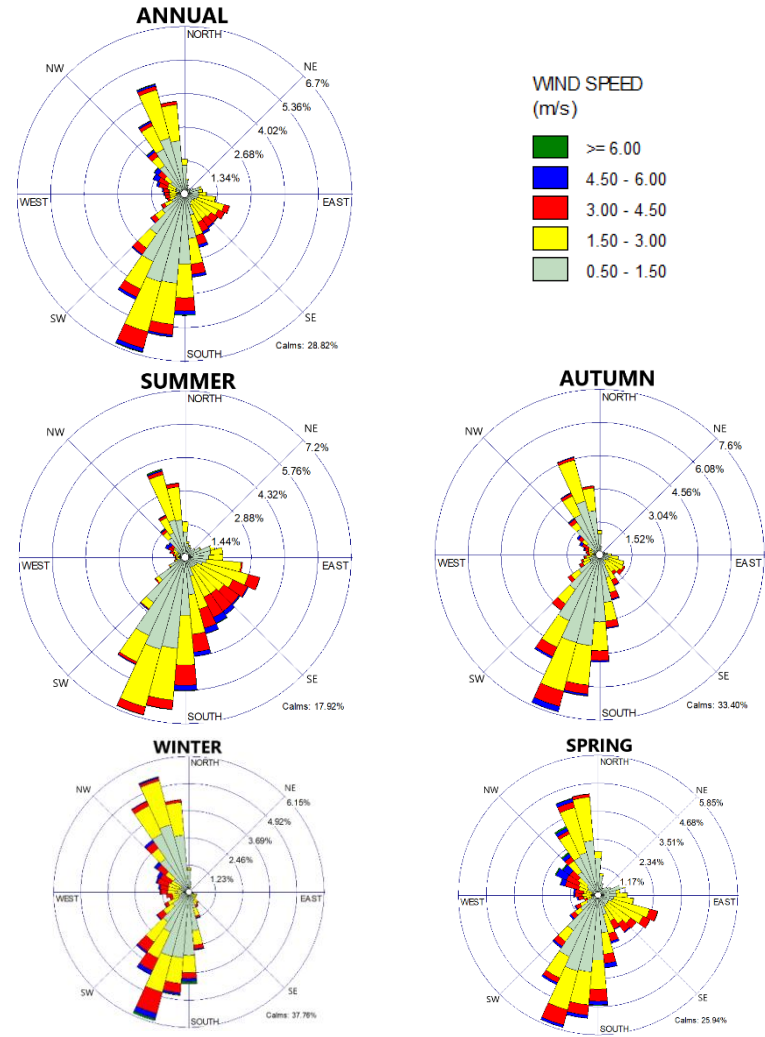 ANNUAL
NORTH
NW
NE
6.7%
5.36%
4.02%
2.68%
1.34%
WEST
EAST
SW
SE
Calms: 28.82%
SOUTH
WIND SPEED
(m/s)
>= 6.00
4.50 - 6.00
3.00 - 4.50
1.50 - 3.00
0.50 - 1.50
SUMMER
NORTH
NW
NE
7.2%
5.76%
4.32%
2.88%
1.44%
WEST
EAST
SW
SE
Calms: 17.92%
SOUTH
AUTUMN
NORTH
NW
NE
7.6%
6.08%
4.56%
3.04%
1.52%
WEST
EAST
SW
SE
Calms: 33.40%
SOUTH
WINTER
NORTH
NW
NE
6.15%
4.92%
3.69%
2.46%
1.23%
WEST
EAST
SW
SE
Calms: 37.76%
SOUTH
SPRING
NORTH
NW
NE
5.85%
4.68%
3.51%
2.34%
1.17%
WEST
EAST
SW
SE
Calms: 25.94%
SOUTH